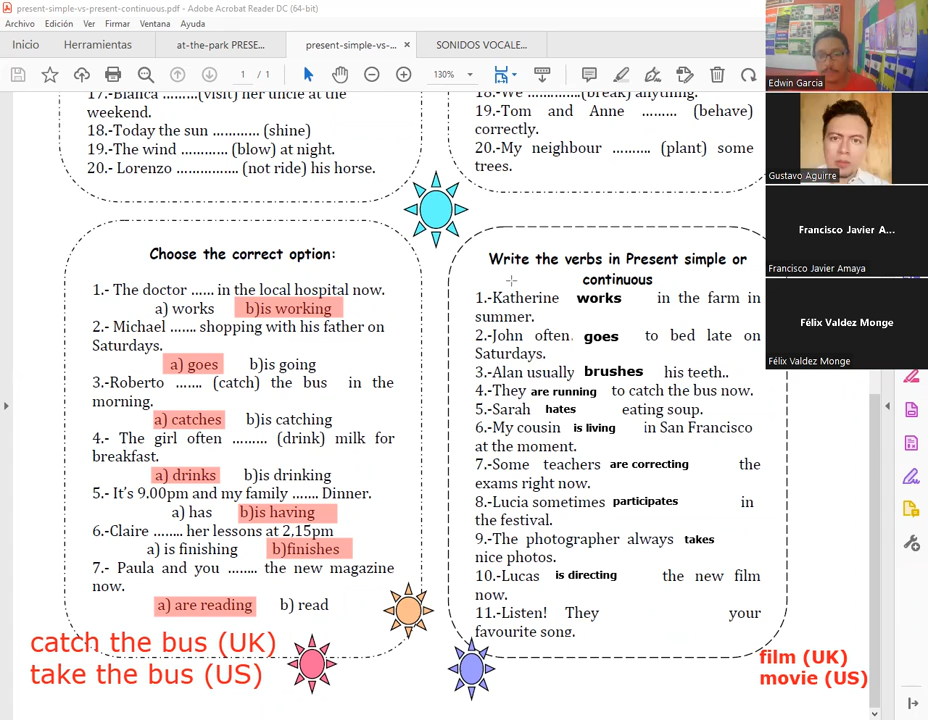 present-simple-vs-present-continuous.pdf - Adobe Acrobat Reader DC (64-bit)
Archivo Edición Ver Firmar Ventana Ayuda
Inicio Herramientas at-the-park PRESE... present-simple-vs-... × SONIDOS VOCALE...
1 / 1 130%
17.-Bianca .........(visit) her uncle at the
weekend.
18.-Today the sun ............ (shine)
19.-The wind ............ (blow) at night.
20.- Lorenzo ............... (not ride) his horse.
18.-We .........(break) anything.
19.-Tom and Anne ......... (behave)
correctly.
20.-My neighbour .......... (plant) some
trees.
Choose the correct option:
1.- The doctor ...... in the local hospital now.
a) works b)is working
2.- Michael ....... shopping with his father on
Saturdays.
a) goes b)is going
3.-Roberto ....... (catch) the bus in the
morning.
a) catches b)is catching
4.- The girl often ......... (drink) milk for
breakfast.
a) drinks b)is drinking
5.- It's 9.00pm and my family ....... Dinner.
a) has b)is having
6.-Claire ........ her lessons at 2,15pm
a) is finishing b)finishes
7.- Paula and you ........ the new magazine
now.
a) are reading b) read
catch the bus (UK)
take the bus (US)
Write the verbs in Present simple or
continuous
1.-Katherine works in the farm in
summer.
2.-John often goes to bed late on
Saturdays.
3.-Alan usually brushes his teeth..
4.-They are running to catch the bus now.
5.-Sarah hates eating soup.
6.-My cousin is living in San Francisco
at the moment.
7.-Some teachers are correcting the
exams right now.
8.-Lucia sometimes participates in
the festival.
9.-The photographer always takes
nice photos.
10.-Lucas is directing the new film
now.
11.-Listen! They your
favourite song.
film (UK)
movie (US)
Edwin Garcia
Gustavo Aguirre
Francisco Javier A...
Francisco Javier Amaya
Félix Valdez Monge
Félix Valdez Monge